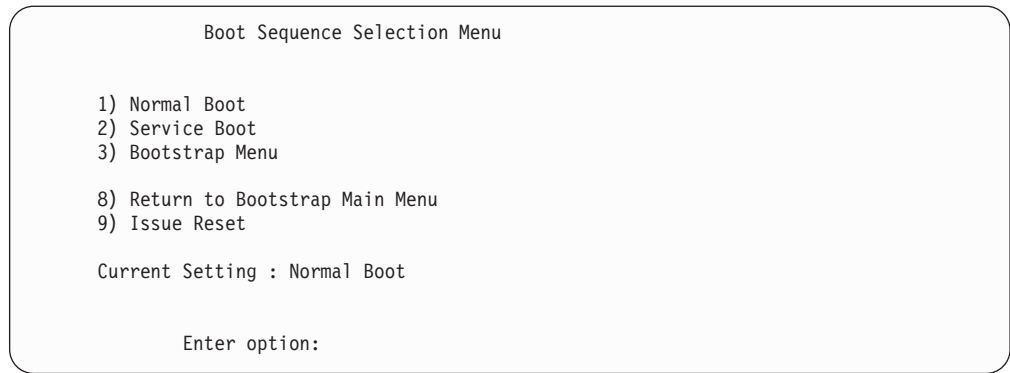 Boot Sequence Selection Menu
1) Normal Boot
2) Service Boot
3) Bootstrap Menu
8) Return to Bootstrap Main Menu
9) Issue Reset
Current Setting : Normal Boot
Enter option: